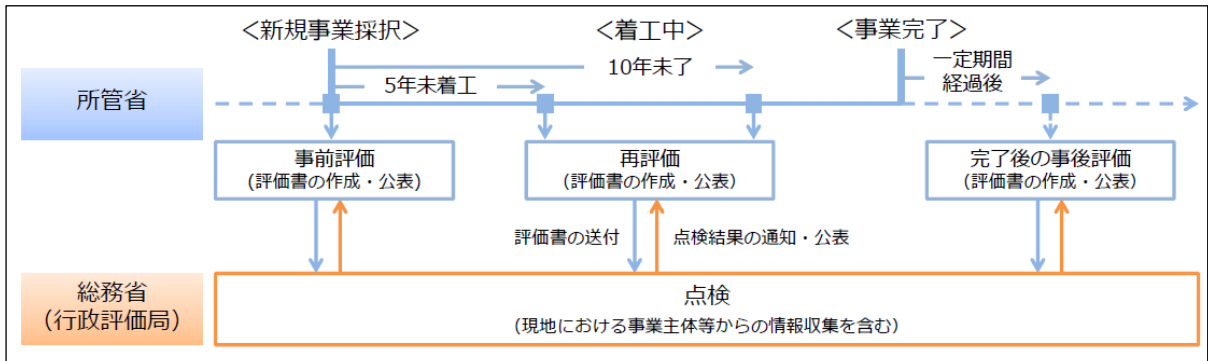 ＜新規事業採択＞
＜着工中＞
＜事業完了＞
10年未了
5年未着工
一定期間
経過後
所管省
事前評価
(評価書の作成・公表)
再評価
(評価書の作成・公表)
完了後の事後評価
(評価書の作成・公表)
評価書の送付
点検結果の通知・公表
総務省
(行政評価局)
点検
(現地における事業主体等からの情報収集を含む)